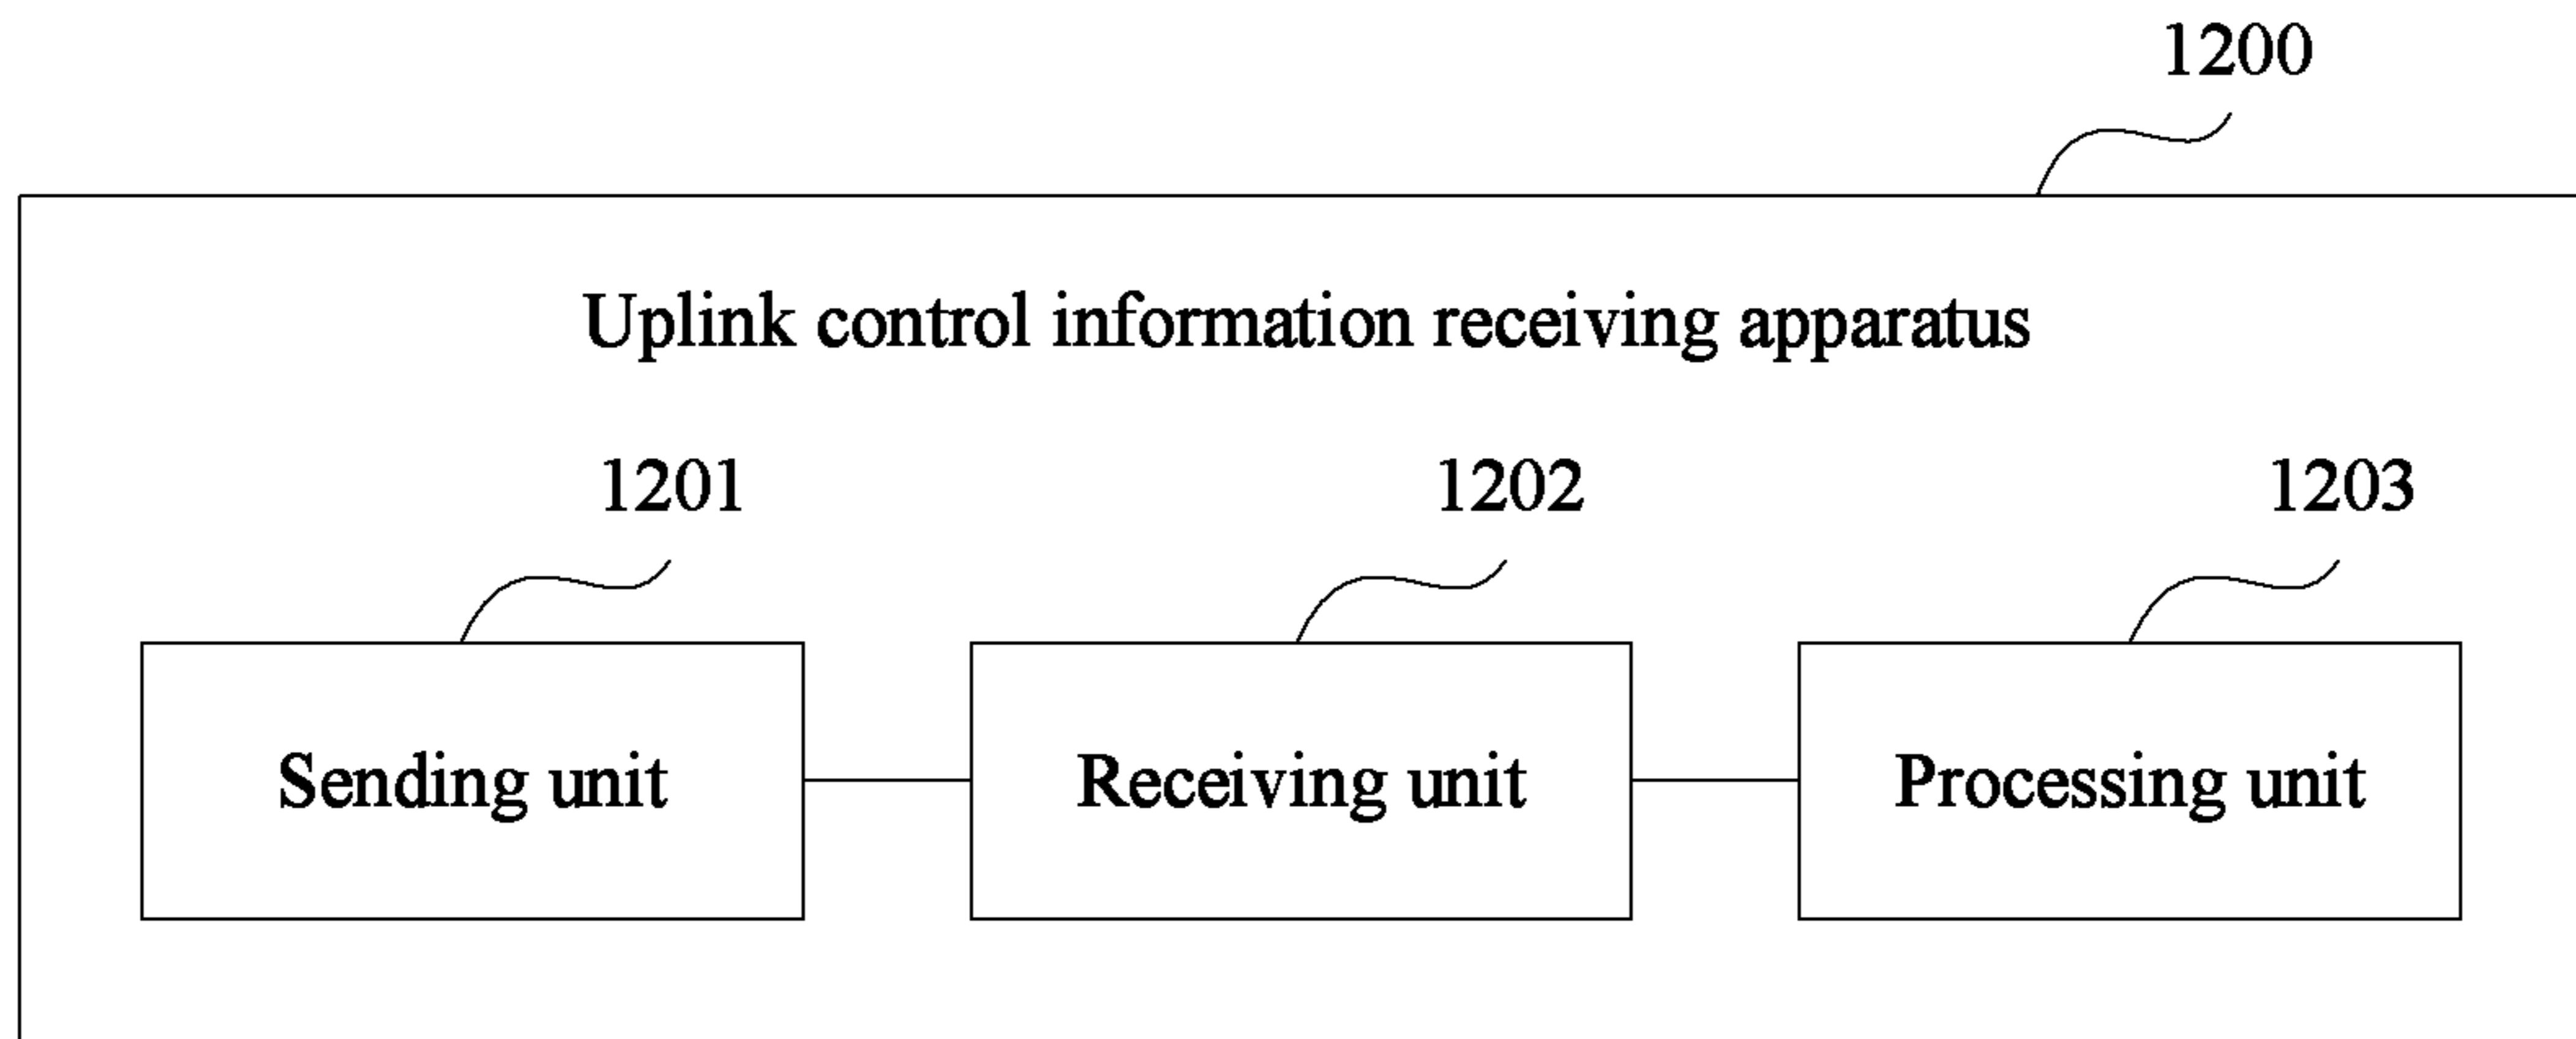 1200
Uplink control information receiving apparatus
1201
1202
1203
Sending unit
Receiving unit
Processing unit